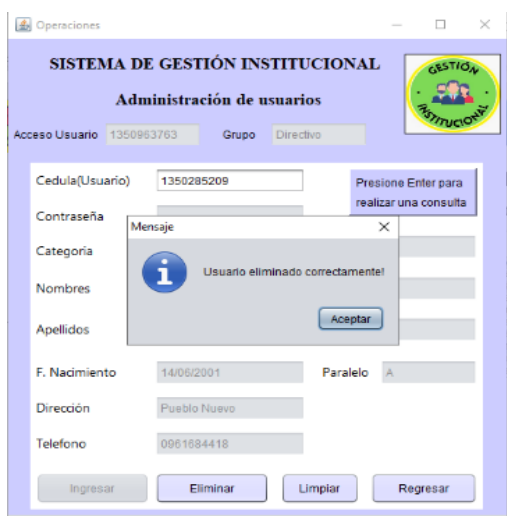 Operaciones
SISTEMA DE GESTIÓN INSTITUCIONAL
GESTIÓN
INSTITUCIONAL
Administración de usuarios
Acceso Usuario 1350963763 Grupo Directivo
Cedula(Usuario) 1350285209
Presione Enter para
realizar una consulta
Contraseña
Mensaje
Categoria
Usuario eliminado correctamente!
Nombres
Aceptar
Apellidos
F. Nacimiento 14/06/2001 Paralelo A
Dirección Pueblo Nuevo
Telefono 0961684418
Ingresar Eliminar Limpiar Regresar